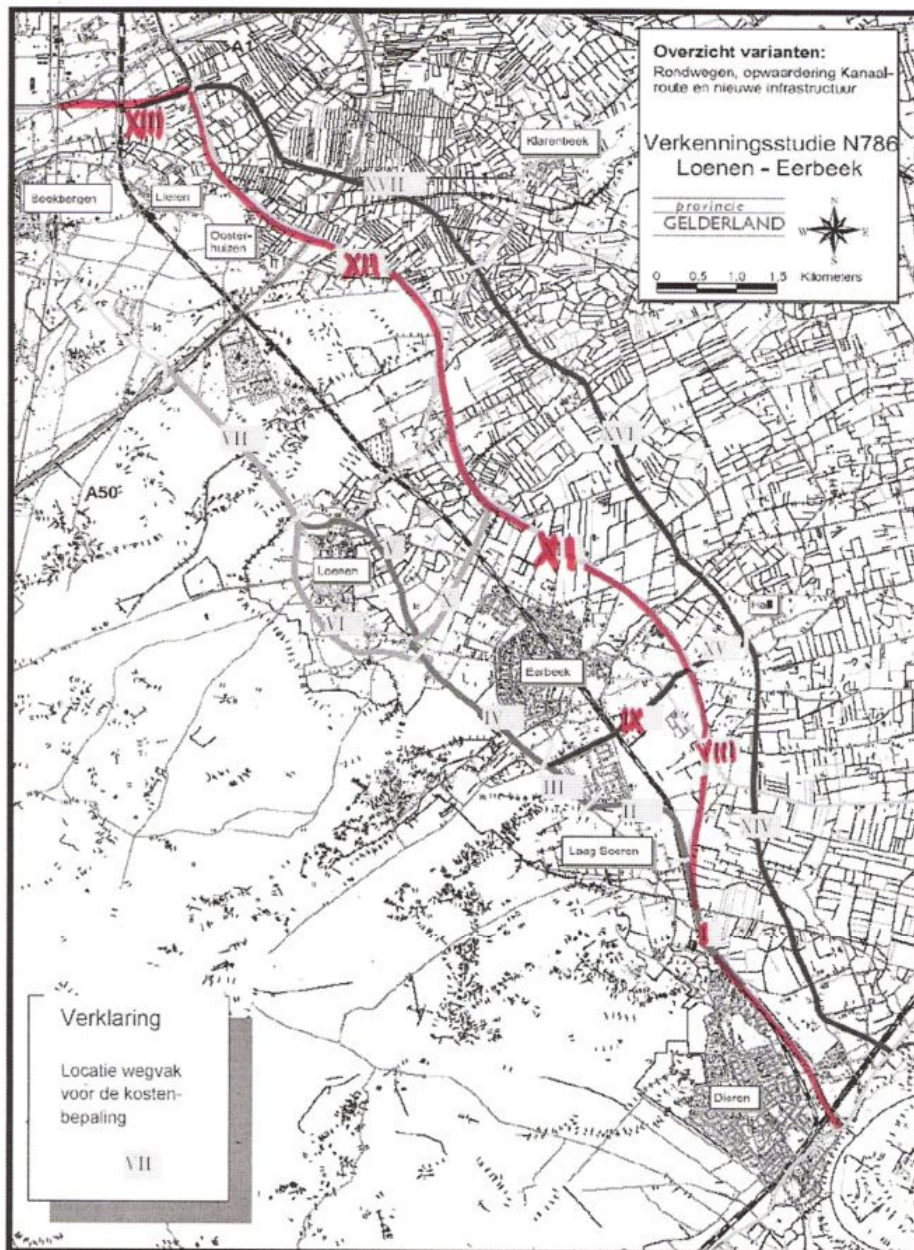 Overzicht varianten:
Rondwegen, opwaardering Kanaal-
route en nieuwe infrastructuur
Verkenningsstudie N786
Loenen - Eerbeek
provincie
GELDERLAND
N
W
E
S
0 0.5 1.0 1.5 Kilometers
A1
XIII
Klarenbeek
XVII
Beekbergen
Lieren
Ooster-
huizen
XII
VII
XVI
A50
Loenen
XI
VI
Hall
XV
Eerbeek
IV
IX
VIII
III
II
XIV
Laag Soeren
I
Dieren
Verklaring
Locatie wegvak
voor de kosten-
bepaling
VII